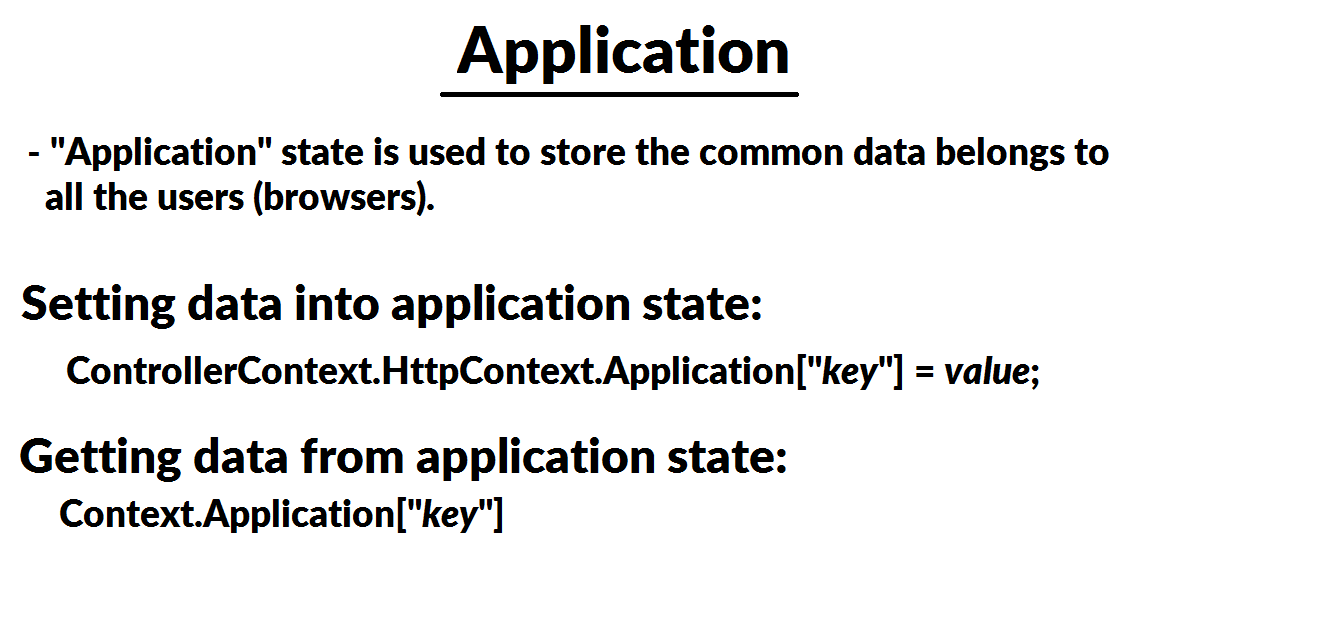 Application
- "Application" state is used to store the common data belongs to
all the users (browsers).
Setting data into application state:
ControllerContext.HttpContext.Application["key"] = value;
Getting data from application state:
Context.Application["key"]